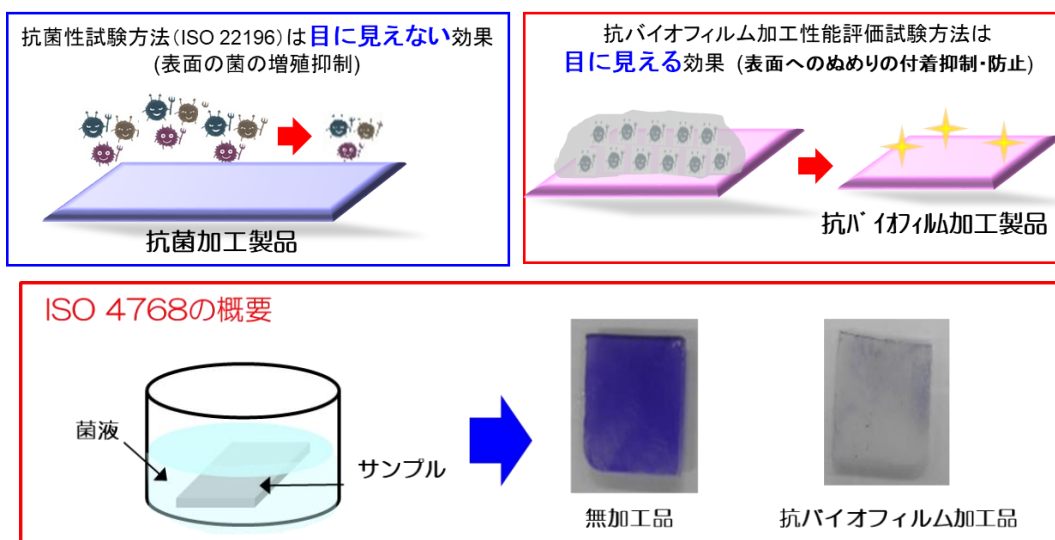 抗菌性試験方法(ISO 22196)は目に見えない効果
(表面の菌の増殖抑制)
抗菌加工製品
抗バイオフィルム加工性能評価試験方法は
目に見える効果 (表面へのぬめりの付着抑制・防止)
抗バイオフィルム加工製品
ISO 4768の概要
菌液
サンプル
無加工品
抗バイオフィルム加工品